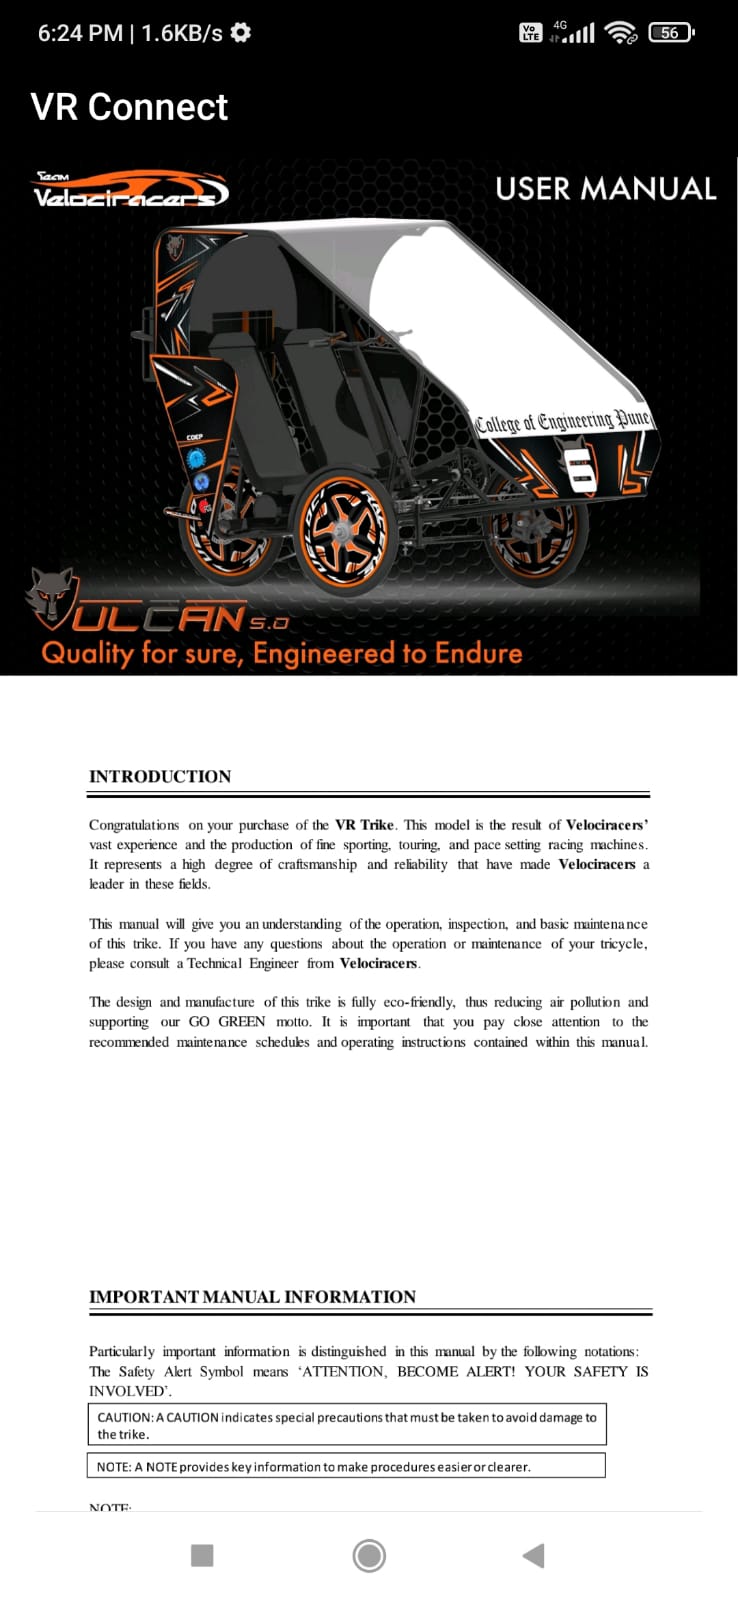 6:24 PM | 1.6KB/s
Vo LTE 4G 56
VR Connect
TEAM
Velociracers
USER MANUAL
College of Engineering Pune
COEP
6
VULCAN 5.0
Quality for sure, Engineered to Endure
INTRODUCTION
Congratulations on your purchase of the VR Trike. This model is the result of Velociracers’
vast experience and the production of fine sporting, touring, and pace setting racing machines.
It represents a high degree of craftsmanship and reliability that have made Velociracers a
leader in these fields.
This manual will give you an understanding of the operation, inspection, and basic maintenance
of this trike. If you have any questions about the operation or maintenance of your tricycle,
please consult a Technical Engineer from Velociracers.
The design and manufacture of this trike is fully eco-friendly, thus reducing air pollution and
supporting our GO GREEN motto. It is important that you pay close attention to the
recommended maintenance schedules and operating instructions contained within this manual.
IMPORTANT MANUAL INFORMATION
Particularly important information is distinguished in this manual by the following notations:
The Safety Alert Symbol means ‘ATTENTION, BECOME ALERT! YOUR SAFETY IS
INVOLVED’.
CAUTION: A CAUTION indicates special precautions that must be taken to avoid damage to
the trike.
NOTE: A NOTE provides key information to make procedures easier or clearer.
NOTE: